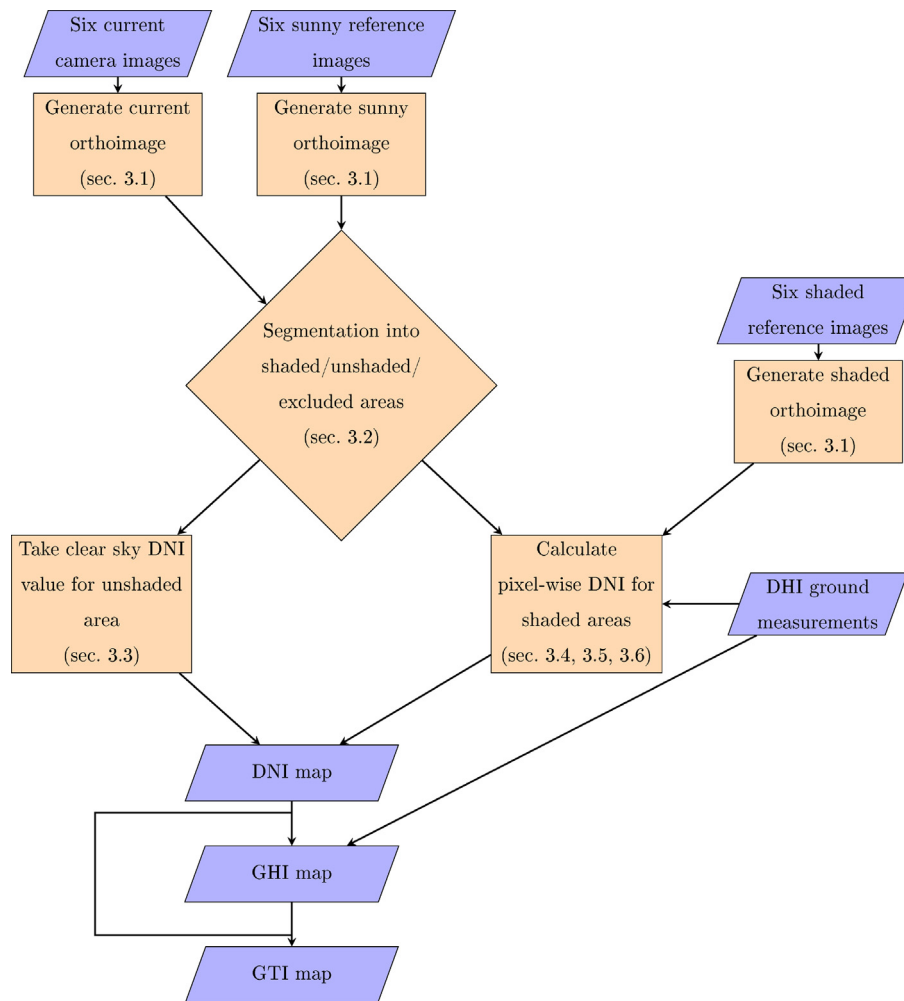 Six current
camera images
Six sunny reference
images
Generate current
orthoimage
(sec. 3.1)
Generate sunny
orthoimage
(sec. 3.1)
Segmentation into
shaded/unshaded/
excluded areas
(sec. 3.2)
Six shaded
reference images
Generate shaded
orthoimage
(sec. 3.1)
Take clear sky DNI
value for unshaded
area
(sec. 3.3)
Calculate
pixel-wise DNI for
shaded areas
(sec. 3.4, 3.5, 3.6)
DHI ground
measurements
DNI map
GHI map
GTI map